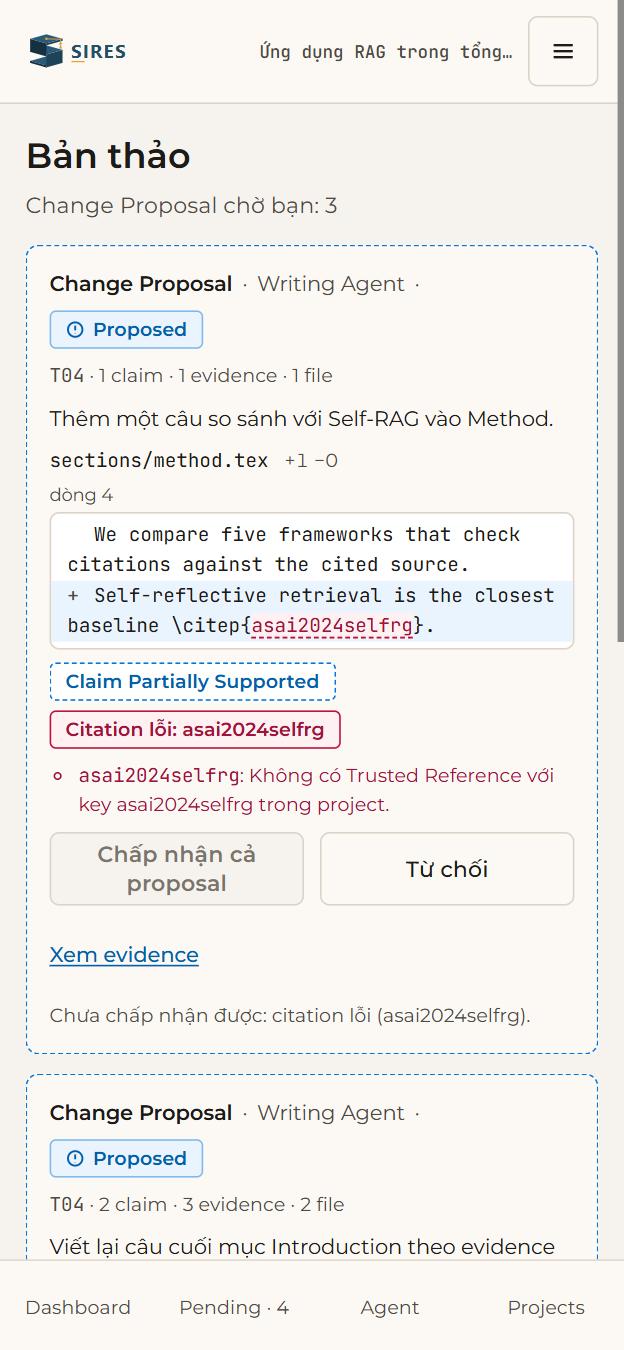 SIRES
Ứng dụng RAG trong tổng…
Bản thảo
Change Proposal chờ bạn: 3
Change Proposal · Writing Agent ·
Proposed
T04 · 1 claim · 1 evidence · 1 file
Thêm một câu so sánh với Self-RAG vào Method.
sections/method.tex +1 −0
dòng 4
We compare five frameworks that check
citations against the cited source.
+ Self-reflective retrieval is the closest
baseline \citep{asai2024selfrg}.
Claim Partially Supported
Citation lỗi: asai2024selfrg
asai2024selfrg: Không có Trusted Reference với
key asai2024selfrg trong project.
Chấp nhận cả
proposal
Từ chối
Xem evidence
Chưa chấp nhận được: citation lỗi (asai2024selfrg).
Change Proposal · Writing Agent ·
Proposed
T04 · 2 claim · 3 evidence · 2 file
Viết lại câu cuối mục Introduction theo evidence
Dashboard
Pending · 4
Agent
Projects